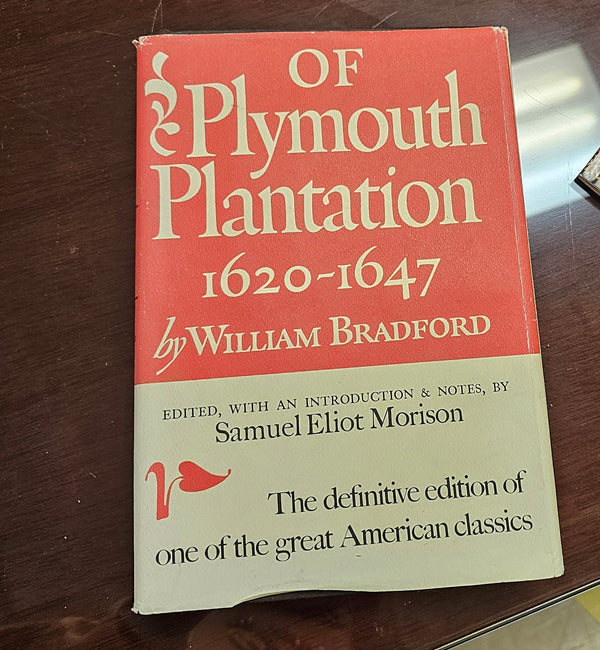 OF
Plymouth
Plantation
1620-1647
by WILLIAM BRADFORD
EDITED, WITH AN INTRODUCTION & NOTES, BY
Samuel Eliot Morison
The definitive edition of
one of the great American classics